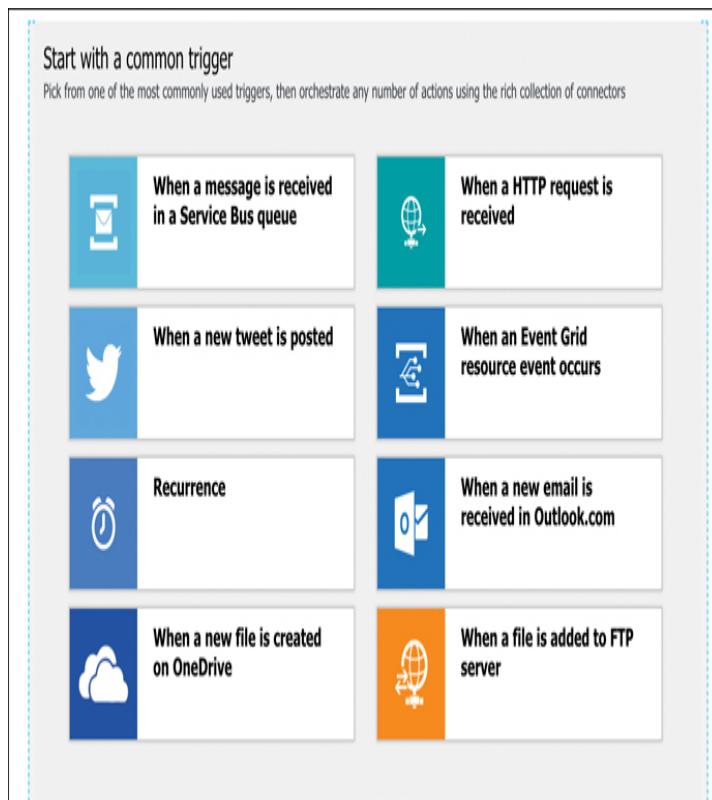 Start with a common trigger
Pick from one of the most commonly used triggers, then orchestrate any number of actions using the rich collection of connectors
When a message is received
in a Service Bus queue
When a HTTP request is
received
When a new tweet is posted
When an Event Grid
resource event occurs
Recurrence
When a new email is
received in Outlook.com
When a new file is created
on OneDrive
When a file is added to FTP
server